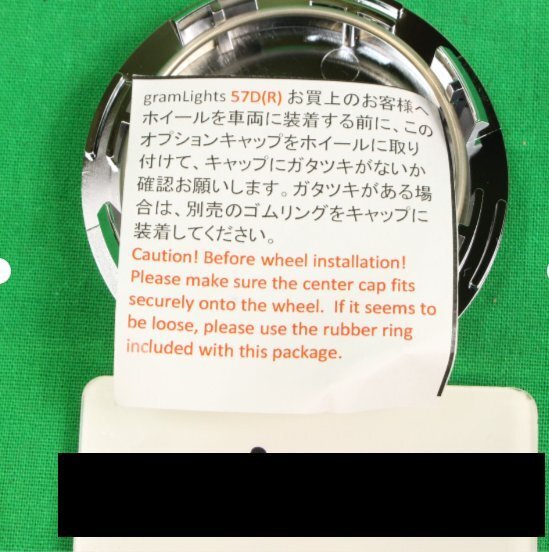 gramLights 57D(R) お買上のお客様へ
ホイールを車両に装着する前に、この
オプションキャップをホイールに取り
付けて、キャップにガタツキがないか
確認お願いします。ガタツキがある場
合は、別売のゴムリングをキャップに
装着してください。
Caution! Before wheel installation!
Please make sure the center cap fits
securely onto the wheel. If it seems to
be loose, please use the rubber ring
included with this package.